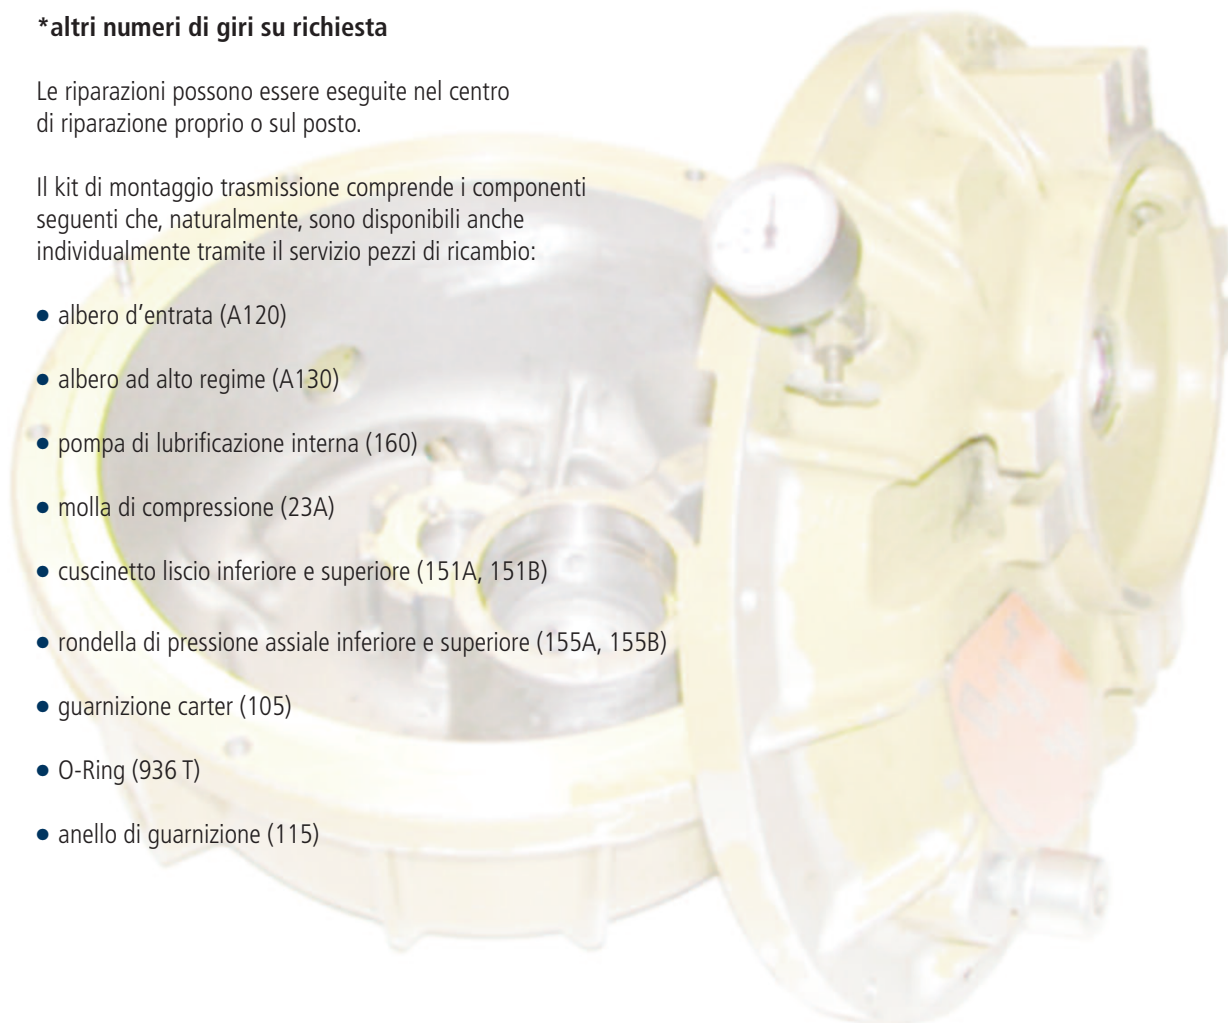 *altri numeri di giri su richiesta
Le riparazioni possono essere eseguite nel centro
di riparazione proprio o sul posto.
Il kit di montaggio trasmissione comprende i componenti
seguenti che, naturalmente, sono disponibili anche
individualmente tramite il servizio pezzi di ricambio:
• albero d’entrata (A120)
• albero ad alto regime (A130)
• pompa di lubrificazione interna (160)
• molla di compressione (23A)
• cuscinetto liscio inferiore e superiore (151A, 151B)
• rondella di pressione assiale inferiore e superiore (155A, 155B)
• guarnizione carter (105)
• O-Ring (936 T)
• anello di guarnizione (115)